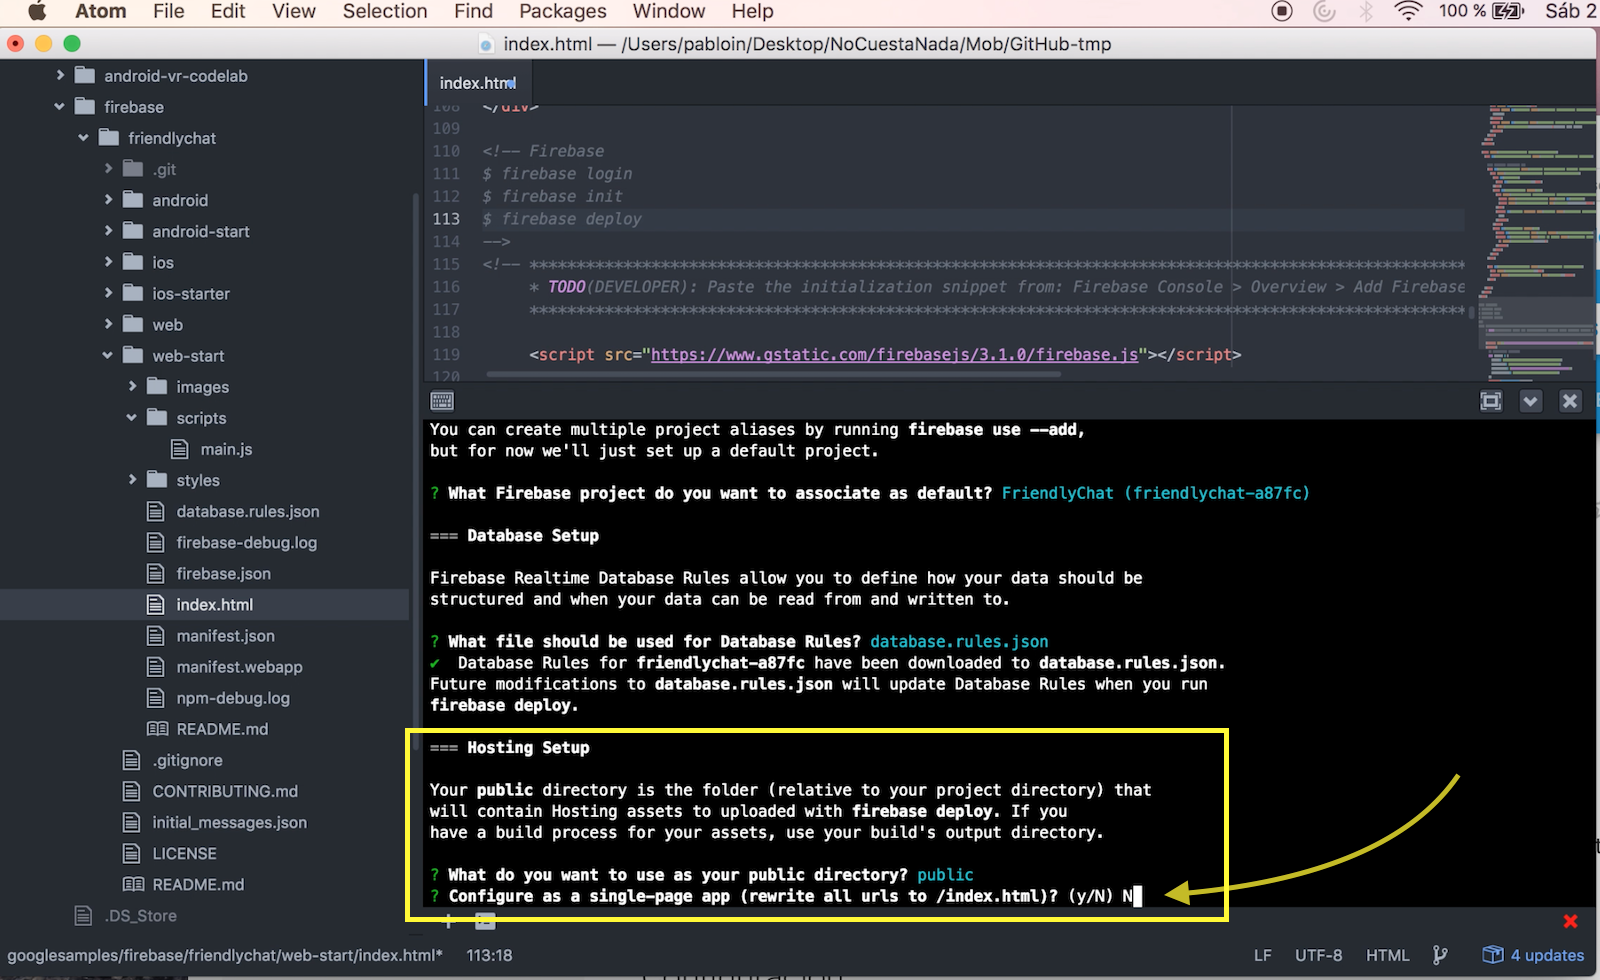 Atom File Edit View Selection Find Packages Window Help 100 % Sáb 2
index.html — /Users/pabloin/Desktop/NoCuestaNada/Mob/GitHub-tmp
android-vr-codelab
firebase
friendlychat
.git
android
android-start
ios
ios-starter
web
web-start
images
scripts
main.js
styles
database.rules.json
firebase-debug.log
firebase.json
index.html
manifest.json
manifest.webapp
npm-debug.log
README.md
.gitignore
CONTRIBUTING.md
initial_messages.json
LICENSE
README.md
.DS_Store
index.html
108 </div>
109
110 <!-- Firebase
111 $ firebase login
112 $ firebase init
113 $ firebase deploy
114 -->
115 <!-- ****************************************************************************************************
116 * TODO(DEVELOPER): Paste the initialization snippet from: Firebase Console > Overview > Add Firebase
117 ****************************************************************************************************
118
119 <script src="https://www.gstatic.com/firebasejs/3.1.0/firebase.js"></script>
120
You can create multiple project aliases by running firebase use --add,
but for now we'll just set up a default project.
? What Firebase project do you want to associate as default? FriendlyChat (friendlychat-a87fc)
=== Database Setup
Firebase Realtime Database Rules allow you to define how your data should be
structured and when your data can be read from and written to.
? What file should be used for Database Rules? database.rules.json
✔ Database Rules for friendlychat-a87fc have been downloaded to database.rules.json.
Future modifications to database.rules.json will update Database Rules when you run
firebase deploy.
=== Hosting Setup
Your public directory is the folder (relative to your project directory) that
will contain Hosting assets to uploaded with firebase deploy. If you
have a build process for your assets, use your build's output directory.
? What do you want to use as your public directory? public
? Configure as a single-page app (rewrite all urls to /index.html)? (y/N) N
googlesamples/firebase/friendlychat/web-start/index.html* 113:18 LF UTF-8 HTML 4 updates